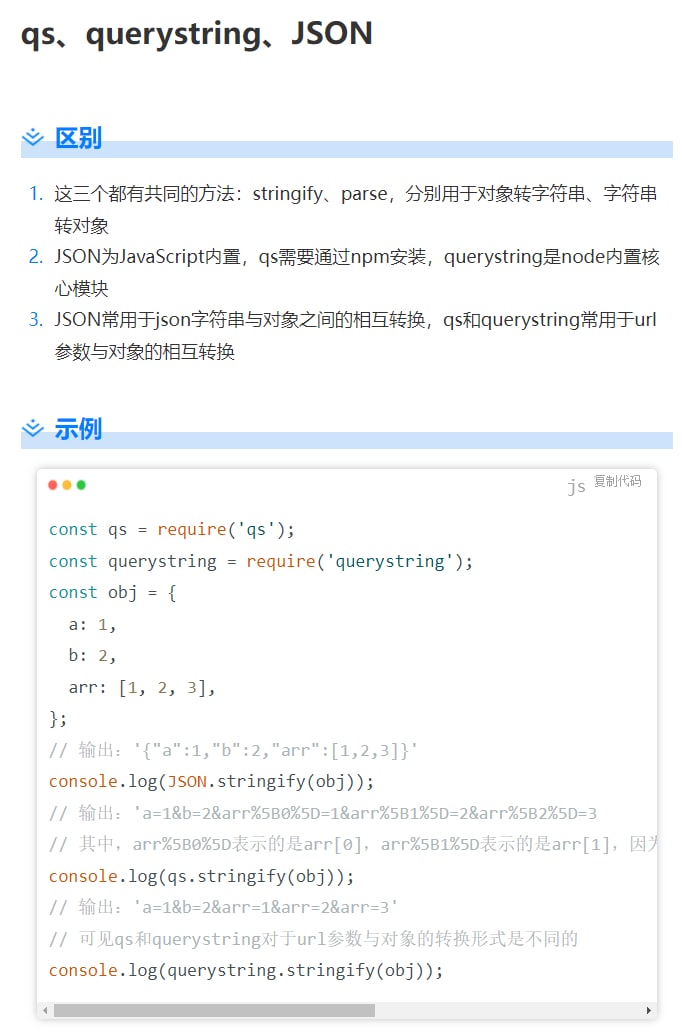 qs、querystring、JSON
区别
1. 这三个都有共同的方法：stringify、parse，分别用于对象转字符串、字符串
转对象
2. JSON为JavaScript内置，qs需要通过npm安装，querystring是node内置核
心模块
3. JSON常用于json字符串与对象之间的相互转换，qs和querystring常用于url
参数与对象的相互转换
示例
js 复制代码
const qs = require('qs');
const querystring = require('querystring');
const obj = {
  a: 1,
  b: 2,
  arr: [1, 2, 3],
};
// 输出：'{"a":1,"b":2,"arr":[1,2,3]}'
console.log(JSON.stringify(obj));
// 输出：'a=1&b=2&arr%5B0%5D=1&arr%5B1%5D=2&arr%5B2%5D=3
// 其中，arr%5B0%5D表示的是arr[0]，arr%5B1%5D表示的是arr[1]，因为
console.log(qs.stringify(obj));
// 输出：'a=1&b=2&arr=1&arr=2&arr=3'
// 可见qs和querystring对于url参数与对象的转换形式是不同的
console.log(querystring.stringify(obj));